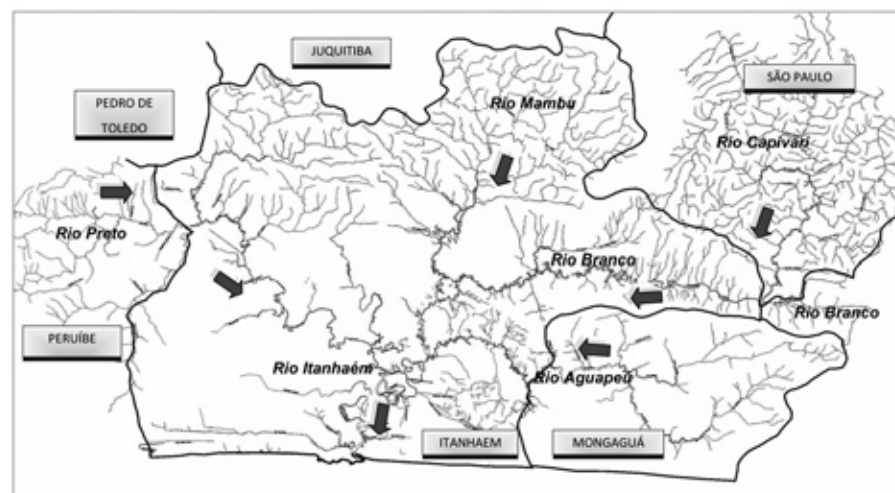 JUQUITIBA
SÃO PAULO
PEDRO DE
TOLEDO
Rio Mambu
Rio Capivari
Rio Preto
Rio Branco
Rio Branco
PERUÍBE
Rio Itanhaém
Rio Aguapeú
ITANHAEM
MONGAGUÁ